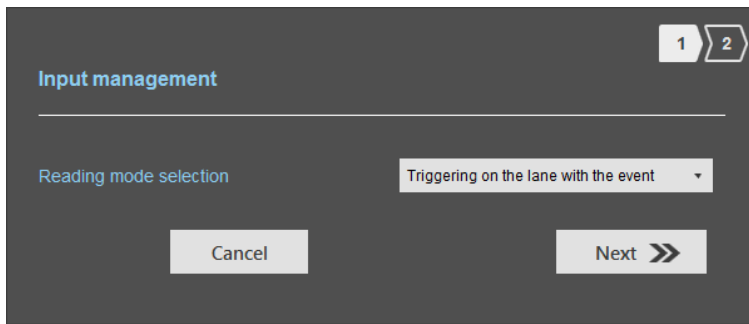 1 2
Input management
Reading mode selection Triggering on the lane with the event
Cancel Next